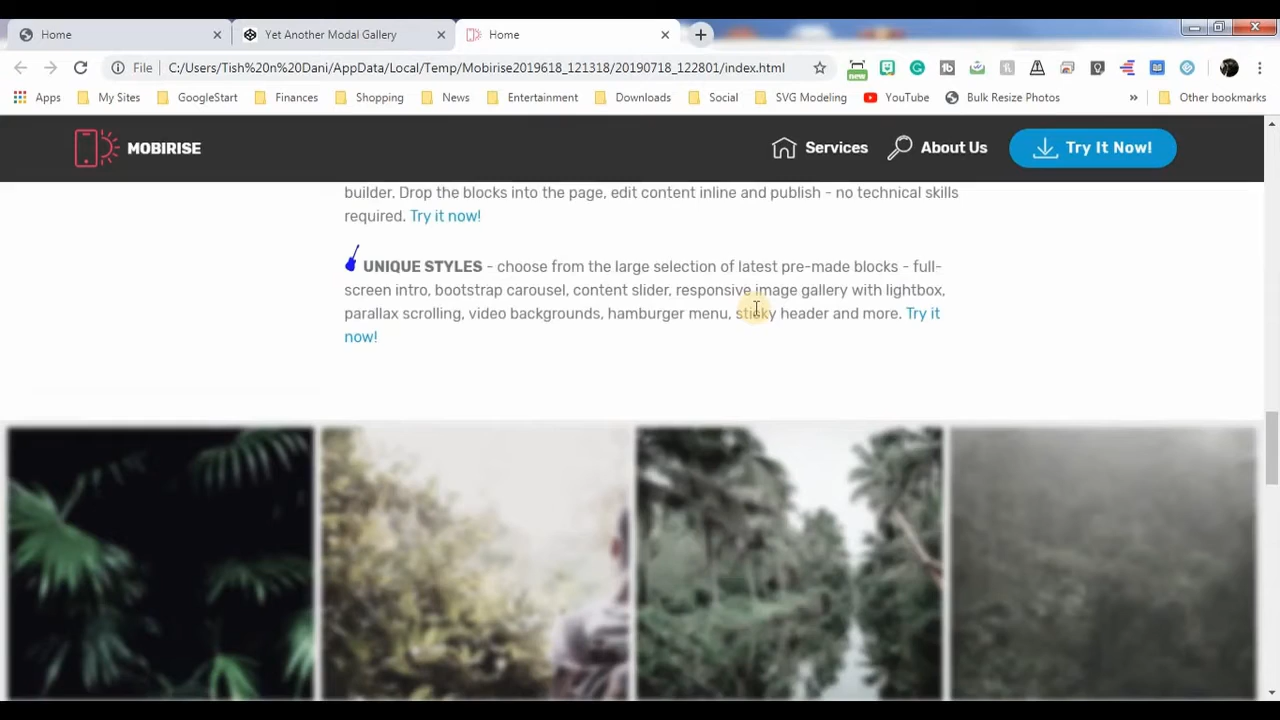 Home
Yet Another Modal Gallery
Home
File
C:/Users/Tish%20n%20Dani/AppData/Local/Temp/Mobirise2019618_121318/20190718_122801/index.html
new
Apps
My Sites
GoogleStart
Finances
Shopping
News
Entertainment
Downloads
Social
SVG Modeling
YouTube
Bulk Resize Photos
»
Other bookmarks
MOBIRISE
Services
About Us
Try It Now!
builder. Drop the blocks into the page, edit content inline and publish - no technical skills
required. Try it now!
UNIQUE STYLES - choose from the large selection of latest pre-made blocks - full-
screen intro, bootstrap carousel, content slider, responsive image gallery with lightbox,
parallax scrolling, video backgrounds, hamburger menu, sticky header and more. Try it
now!